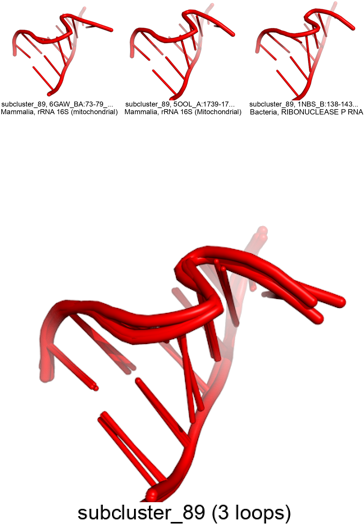 subcluster_89, 6GAW_BA:73-79_...
Mammalia, rRNA 16S (mitochondrial)
subcluster_89, 5OOL_A:1739-17...
Mammalia, rRNA 16S (Mitochondrial)
subcluster_89, 1NBS_B:138-143...
Bacteria, RIBONUCLEASE P RNA
subcluster_89 (3 loops)